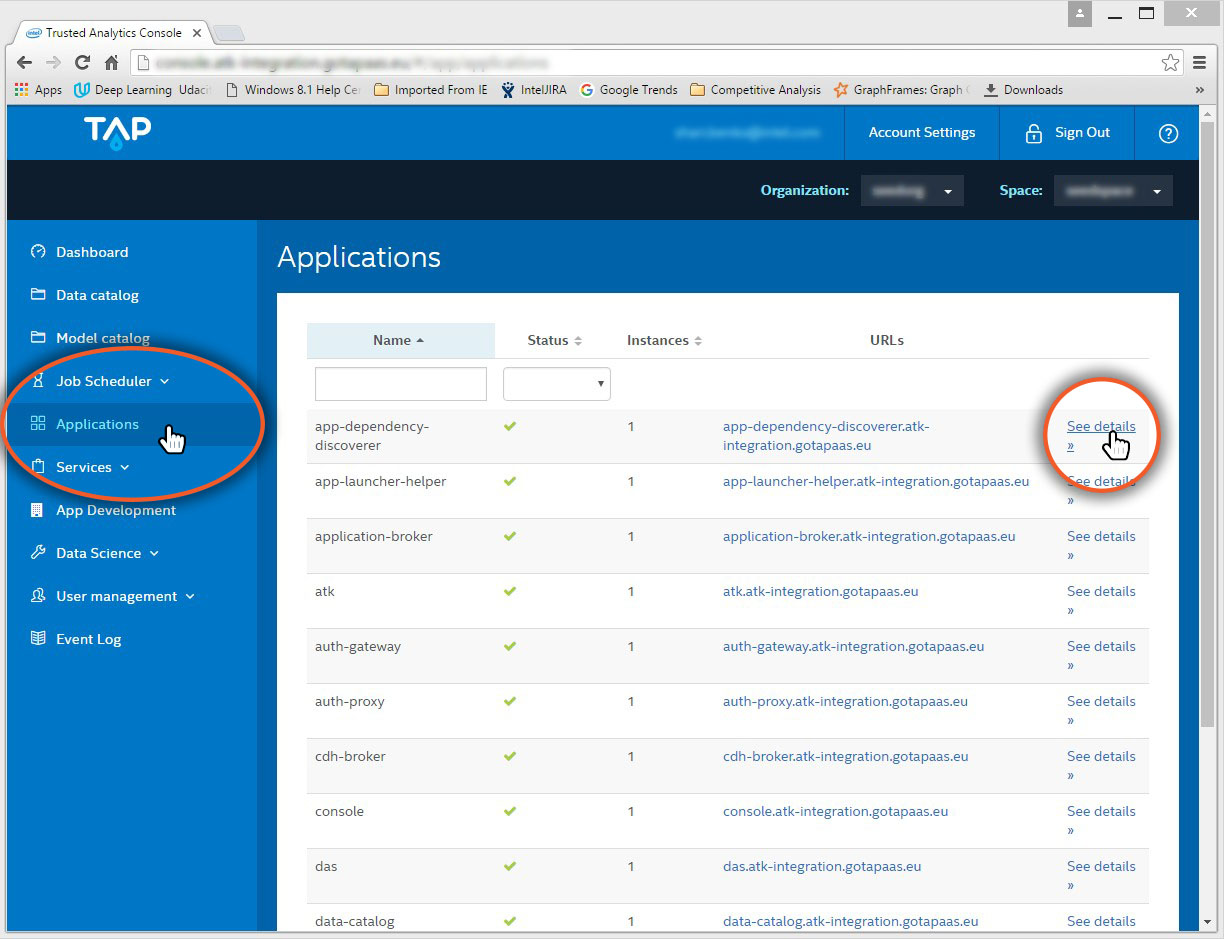 intel Trusted Analytics Console
Apps Deep Learning Udaci Windows 8.1 Help Cen Imported From IE IntelJIRA Google Trends Competitive Analysis GraphFrames: Graph Downloads »
TAP Account Settings Sign Out ?
Organization: Space:
Dashboard
Data catalog
Model catalog
Job Scheduler
Applications
Services
App Development
Data Science
User management
Event Log
Applications
Name Status Instances URLs
app-dependency- 1 app-dependency-discoverer.atk- See details
discoverer integration.gotapaas.eu »
app-launcher-helper 1 app-launcher-helper.atk-integration.gotapaas.eu See details
»
application-broker 1 application-broker.atk-integration.gotapaas.eu See details
»
atk 1 atk.atk-integration.gotapaas.eu See details
»
auth-gateway 1 auth-gateway.atk-integration.gotapaas.eu See details
»
auth-proxy 1 auth-proxy.atk-integration.gotapaas.eu See details
»
cdh-broker 1 cdh-broker.atk-integration.gotapaas.eu See details
»
console 1 console.atk-integration.gotapaas.eu See details
»
das 1 das.atk-integration.gotapaas.eu See details
»
data-catalog 1 data-catalog.atk-integration.gotapaas.eu See details